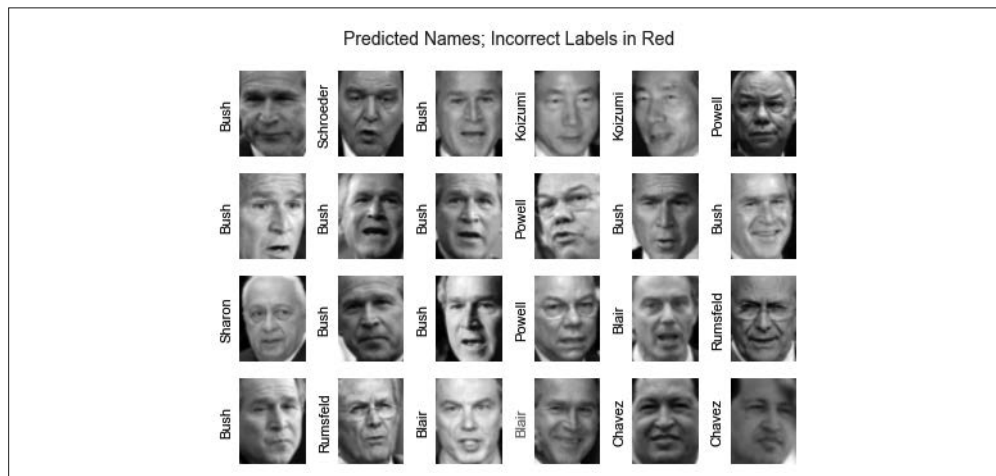 Predicted Names; Incorrect Labels in Red
Bush Schroeder Bush Koizumi Koizumi Powell
Bush Bush Bush Powell Bush Bush
Sharon Bush Bush Powell Blair Rumsfeld
Bush Rumsfeld Blair Blair Chavez Chavez